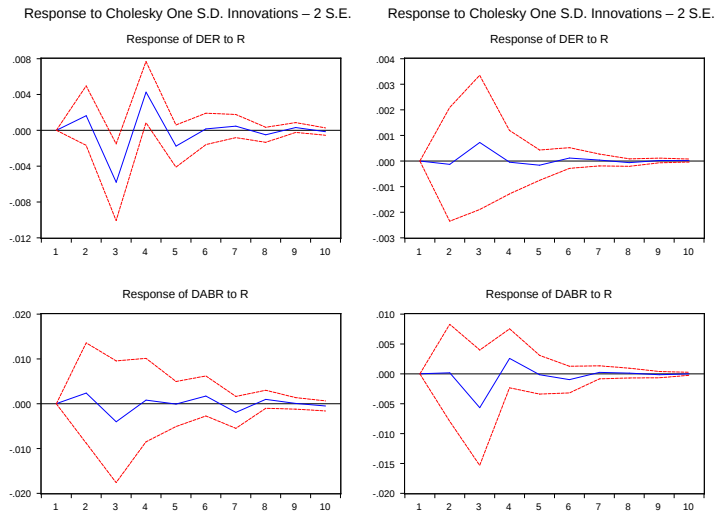 Response to Cholesky One S.D. Innovations – 2 S.E.
Response to Cholesky One S.D. Innovations – 2 S.E.
Response of DER to R
.008
.004
.000
-.004
-.008
-.012
1 2 3 4 5 6 7 8 9 10
Response of DER to R
.004
.003
.002
.001
.000
-.001
-.002
-.003
1 2 3 4 5 6 7 8 9 10
Response of DABR to R
.020
.010
.000
-.010
-.020
1 2 3 4 5 6 7 8 9 10
Response of DABR to R
.010
.005
.000
-.005
-.010
-.015
-.020
1 2 3 4 5 6 7 8 9 10